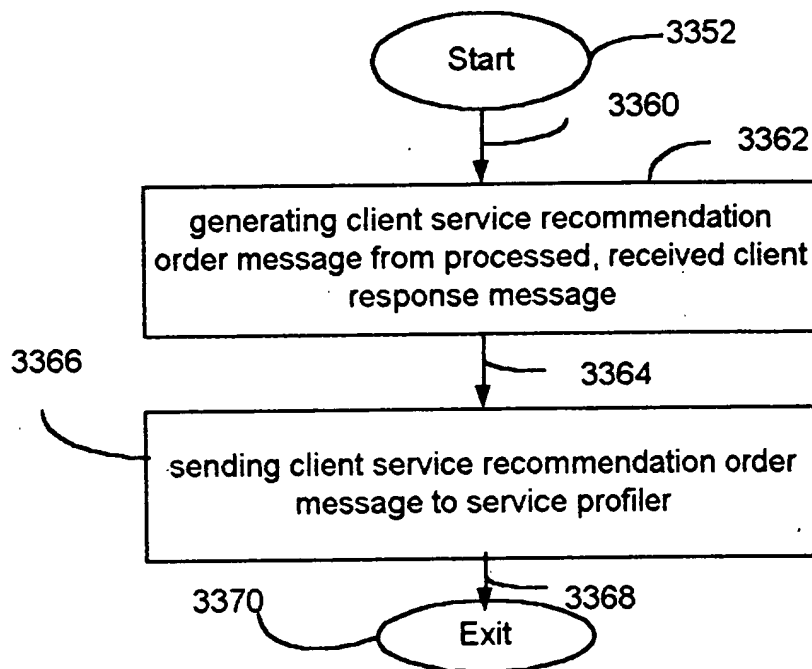 Start
3352
3360
3362
generating client service recommendation
order message from processed, received client
response message
3366
3364
sending client service recommendation order
message to service profiler
3370
3368
Exit